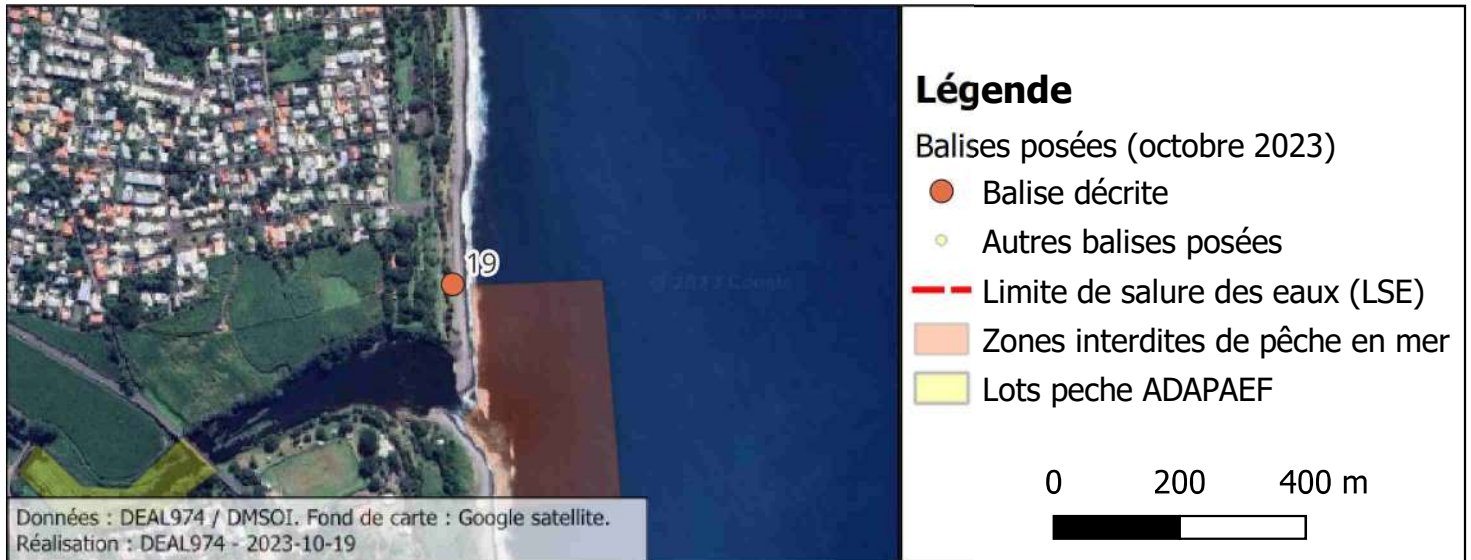 © 2023 Google
19
Données : DEAL974 / DMSOI. Fond de carte : Google satellite.
Réalisation : DEAL974 - 2023-10-19
Légende
Balises posées (octobre 2023)
Balise décrite
Autres balises posées
Limite de salure des eaux (LSE)
Zones interdites de pêche en mer
Lots peche ADAPAEF
0 200 400 m